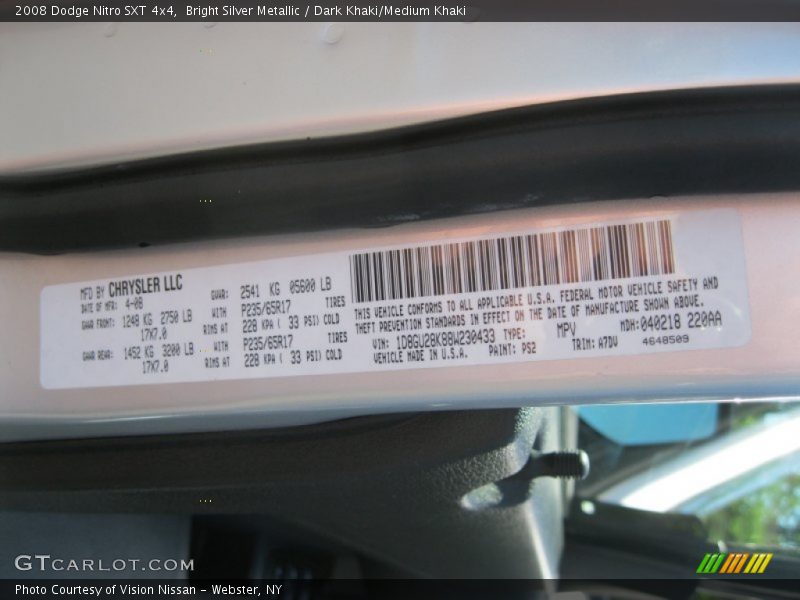 2008 Dodge Nitro SXT 4x4, Bright Silver Metallic / Dark Khaki/Medium Khaki
MFD BY CHRYSLER LLC
DATE OF MFR: 4-08
GVWR: 2541 KG 05600 LB
GAWR FRONT: 1248 KG 2750 LB WITH P235/65R17 TIRES
17X7.0 RIMS AT 228 KPA ( 33 PSI) COLD
GAWR REAR: 1452 KG 3200 LB WITH P235/65R17 TIRES
17X7.0 RIMS AT 228 KPA ( 33 PSI) COLD
THIS VEHICLE CONFORMS TO ALL APPLICABLE U.S.A. FEDERAL MOTOR VEHICLE SAFETY AND
THEFT PREVENTION STANDARDS IN EFFECT ON THE DATE OF MANUFACTURE SHOWN ABOVE.
VIN: 1D8GU28K88W230433 TYPE: MPV MDH: 040218 220AA
VEHICLE MADE IN U.S.A. PAINT: PS2 TRIM: A7DV 4648509
GTCARLOT.COM
Photo Courtesy of Vision Nissan - Webster, NY